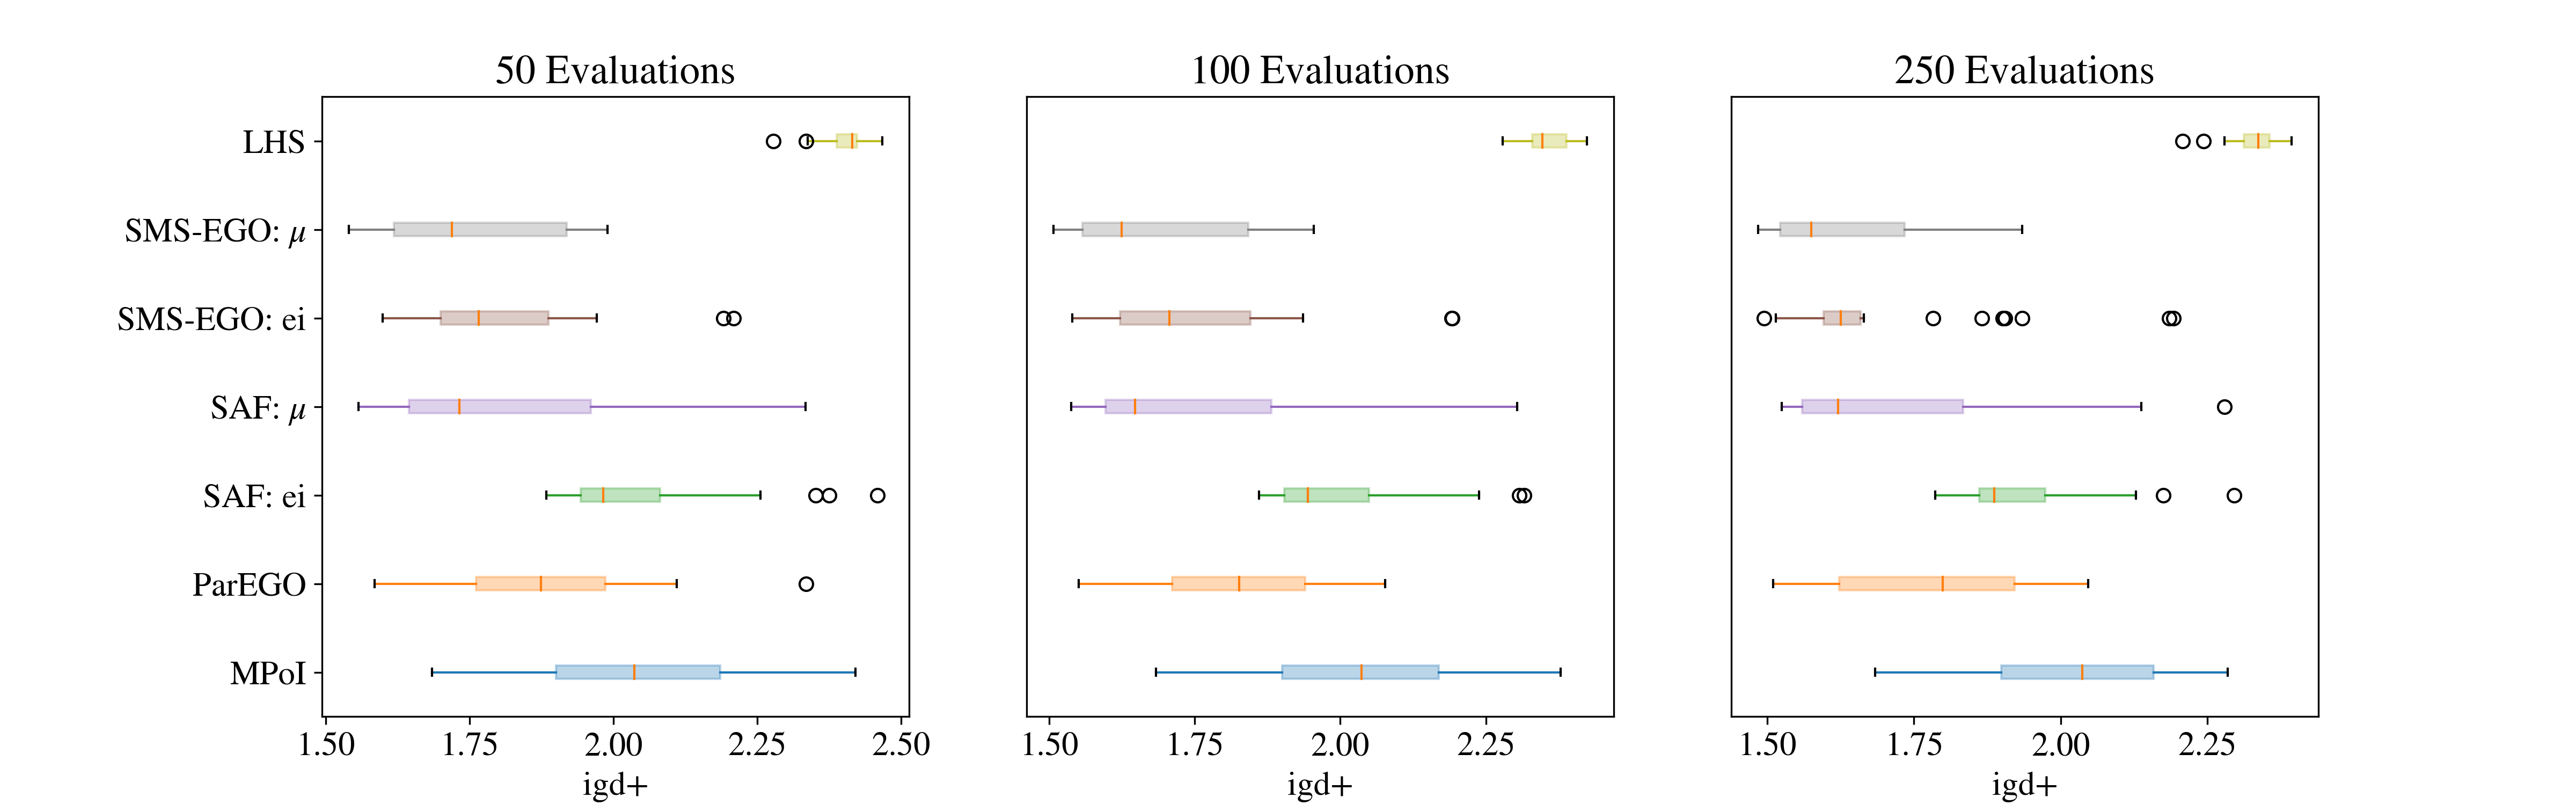 50 Evaluations
100 Evaluations
250 Evaluations
LHS
SMS-EGO: μ
SMS-EGO: ei
SAF: μ
SAF: ei
ParEGO
MPoI
1.50 1.75 2.00 2.25 2.50
1.50 1.75 2.00 2.25
1.50 1.75 2.00 2.25
igd+
igd+
igd+